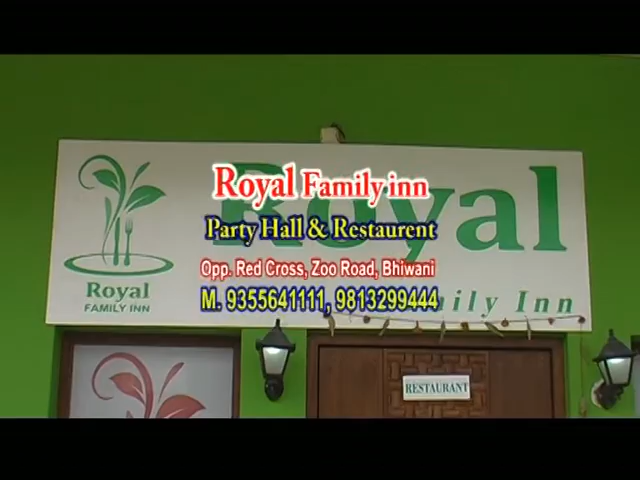 Royal Family inn
Party Hall & Restaurent
Opp. Red Cross, Zoo Road, Bhiwani
M. 9355641111, 9813299444
Royal
Family Inn
Royal
FAMILY INN
RESTAURANT